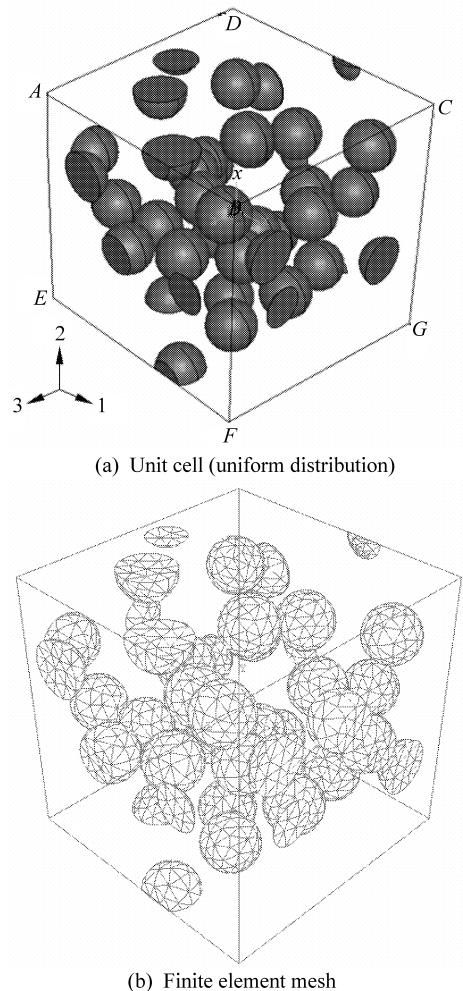 D
A
C
x
B
E
G
2
3
1
F
(a) Unit cell (uniform distribution)
(b) Finite element mesh